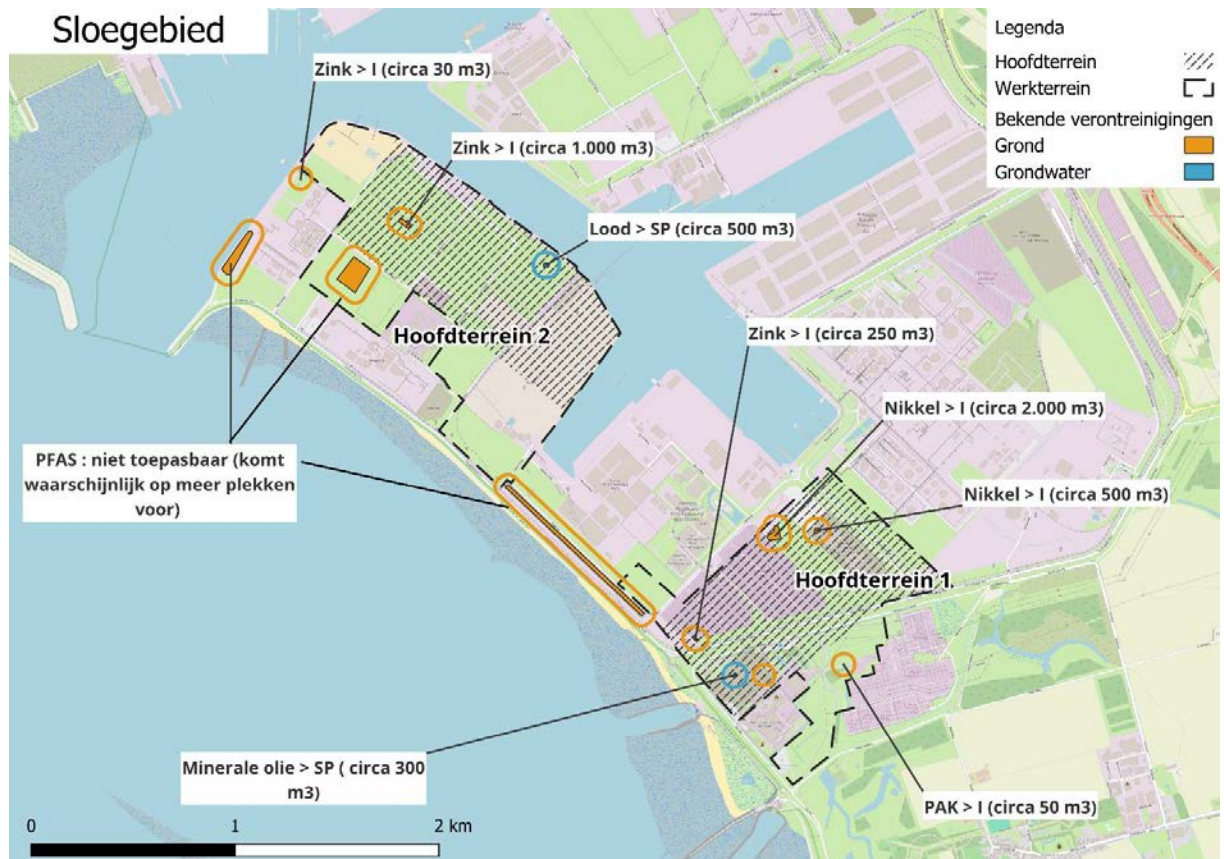 Sloegebied
Legenda
Hoofdterrein
Werkterrein
Bekende verontreinigingen
Grond
Grondwater
Zink > I (circa 30 m3)
Zink > I (circa 1.000 m3)
Lood > SP (circa 500 m3)
Hoofdterrein 2
Zink > I (circa 250 m3)
Nikkel > I (circa 2.000 m3)
PFAS : niet toepasbaar (komt
waarschijnlijk op meer plekken
voor)
Nikkel > I (circa 500 m3)
Hoofdterrein 1
Minerale olie > SP ( circa 300
m3)
PAK > I (circa 50 m3)
0 1 2 km